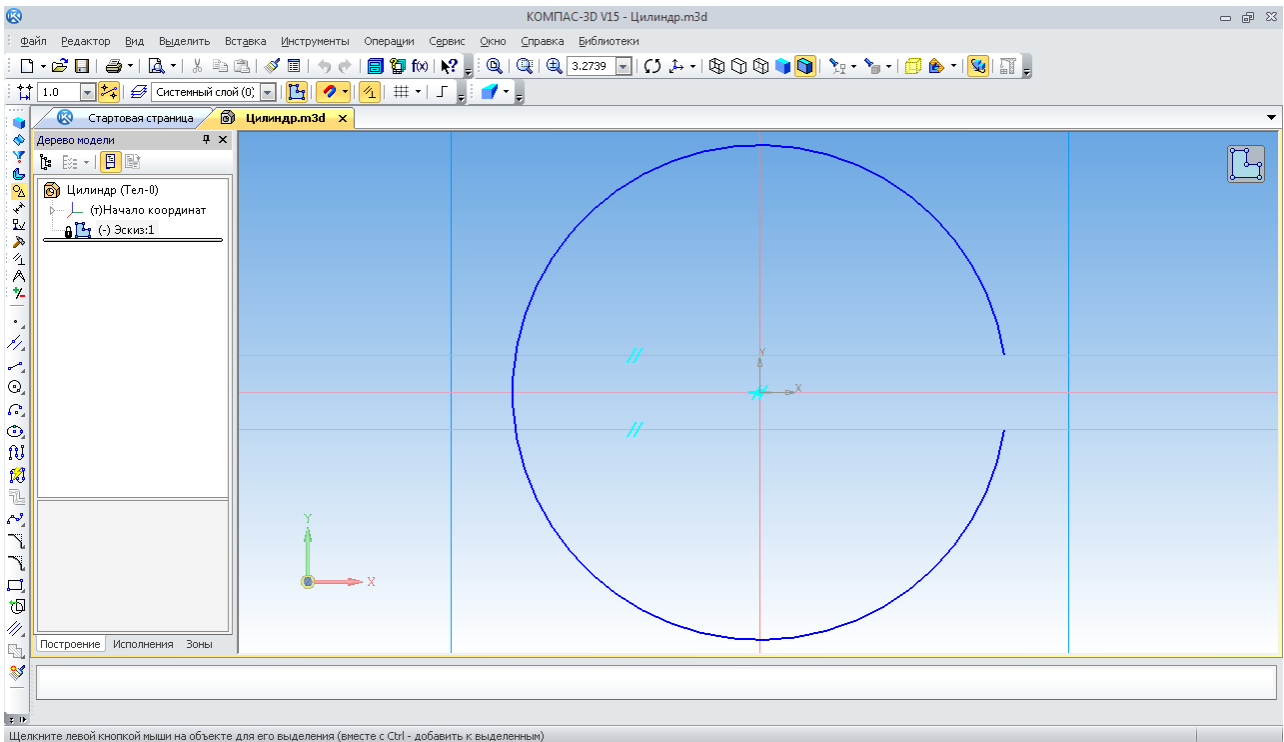 КОМПАС-3D V15 - Цилиндр.m3d
Файл Редактор Вид Выделить Вставка Инструменты Операции Сервис Окно Справка Библиотеки
f(x) 3.2739
1.0 Системный слой (0)
Стартовая страница Цилиндр.m3d
Дерево модели
Цилиндр (Тел-0)
(т)Начало координат
(-) Эскиз:1
Y
X
Y
X
Построение Исполнения Зоны
Щелкните левой кнопкой мыши на объекте для его выделения (вместе с Ctrl - добавить к выделенным)